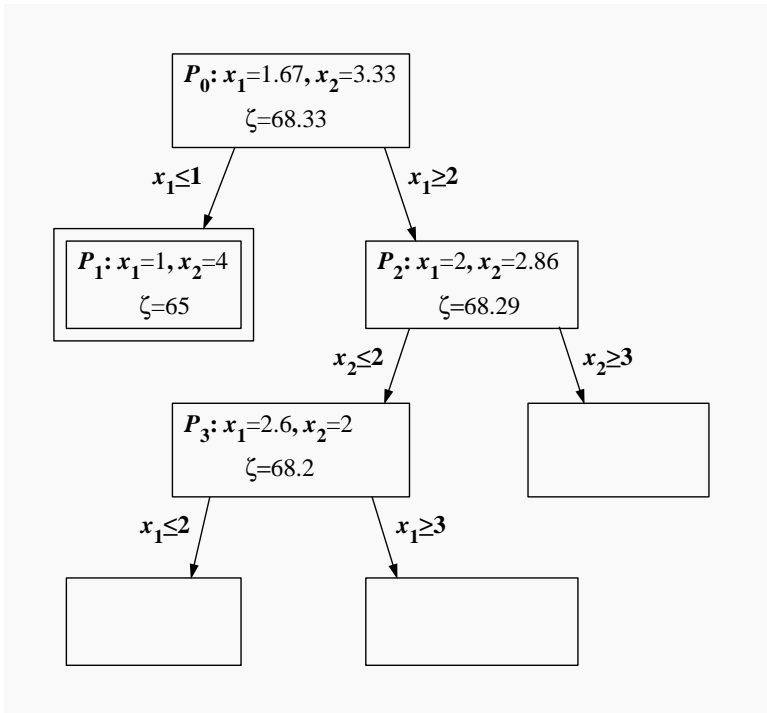 P0: x1=1.67, x2=3.33
ζ=68.33
x1≤1
x1≥2
P1: x1=1, x2=4
ζ=65
P2: x1=2, x2=2.86
ζ=68.29
x2≤2
x2≥3
P3: x1=2.6, x2=2
ζ=68.2
x1≤2
x1≥3